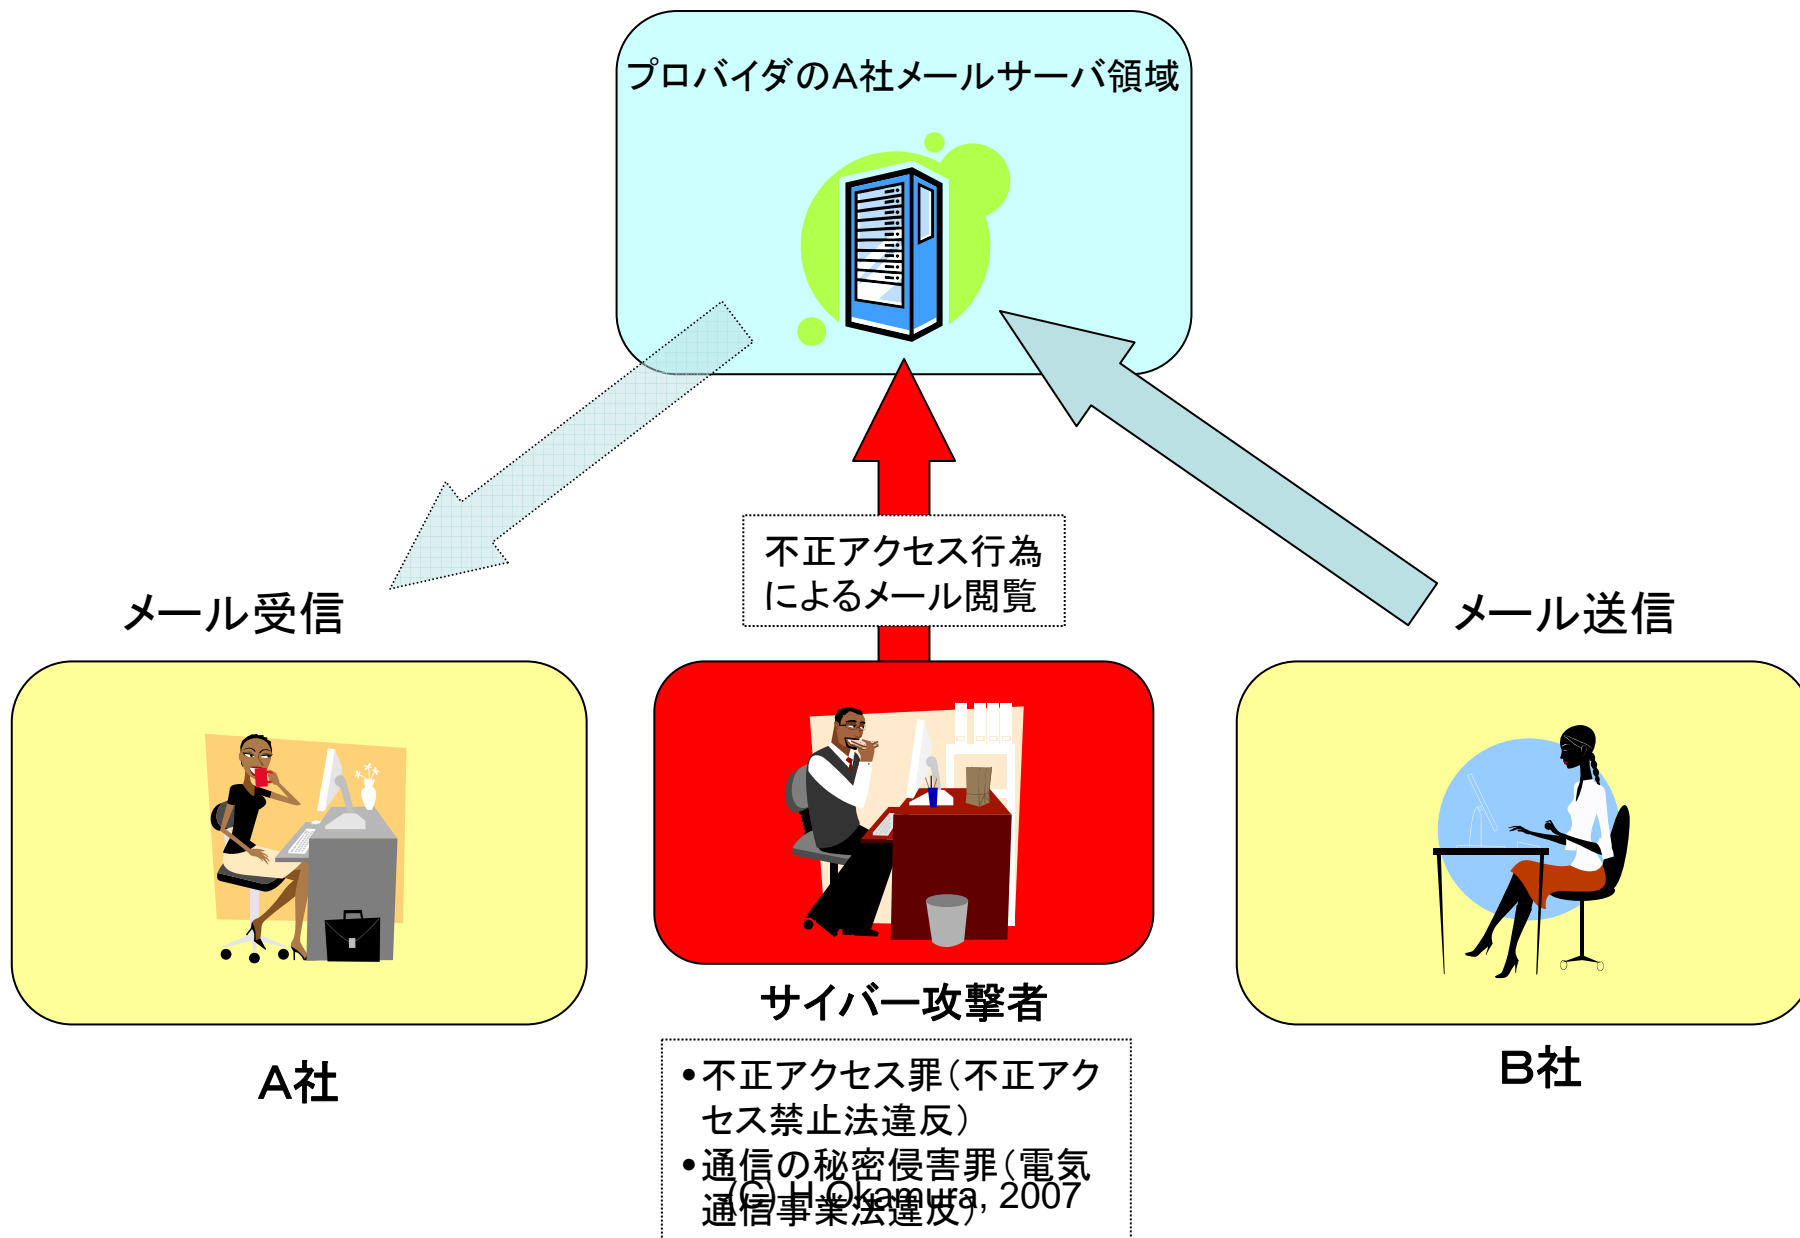 プロバイダのA社メールサーバ領域
不正アクセス行為
によるメール閲覧
メール受信
メール送信
サイバー攻撃者
A社
B社
•不正アクセス罪(不正アク
セス禁止法違反)
•通信の秘密侵害罪(電気
通信事業法違反)
(C) H.Okamura, 2007